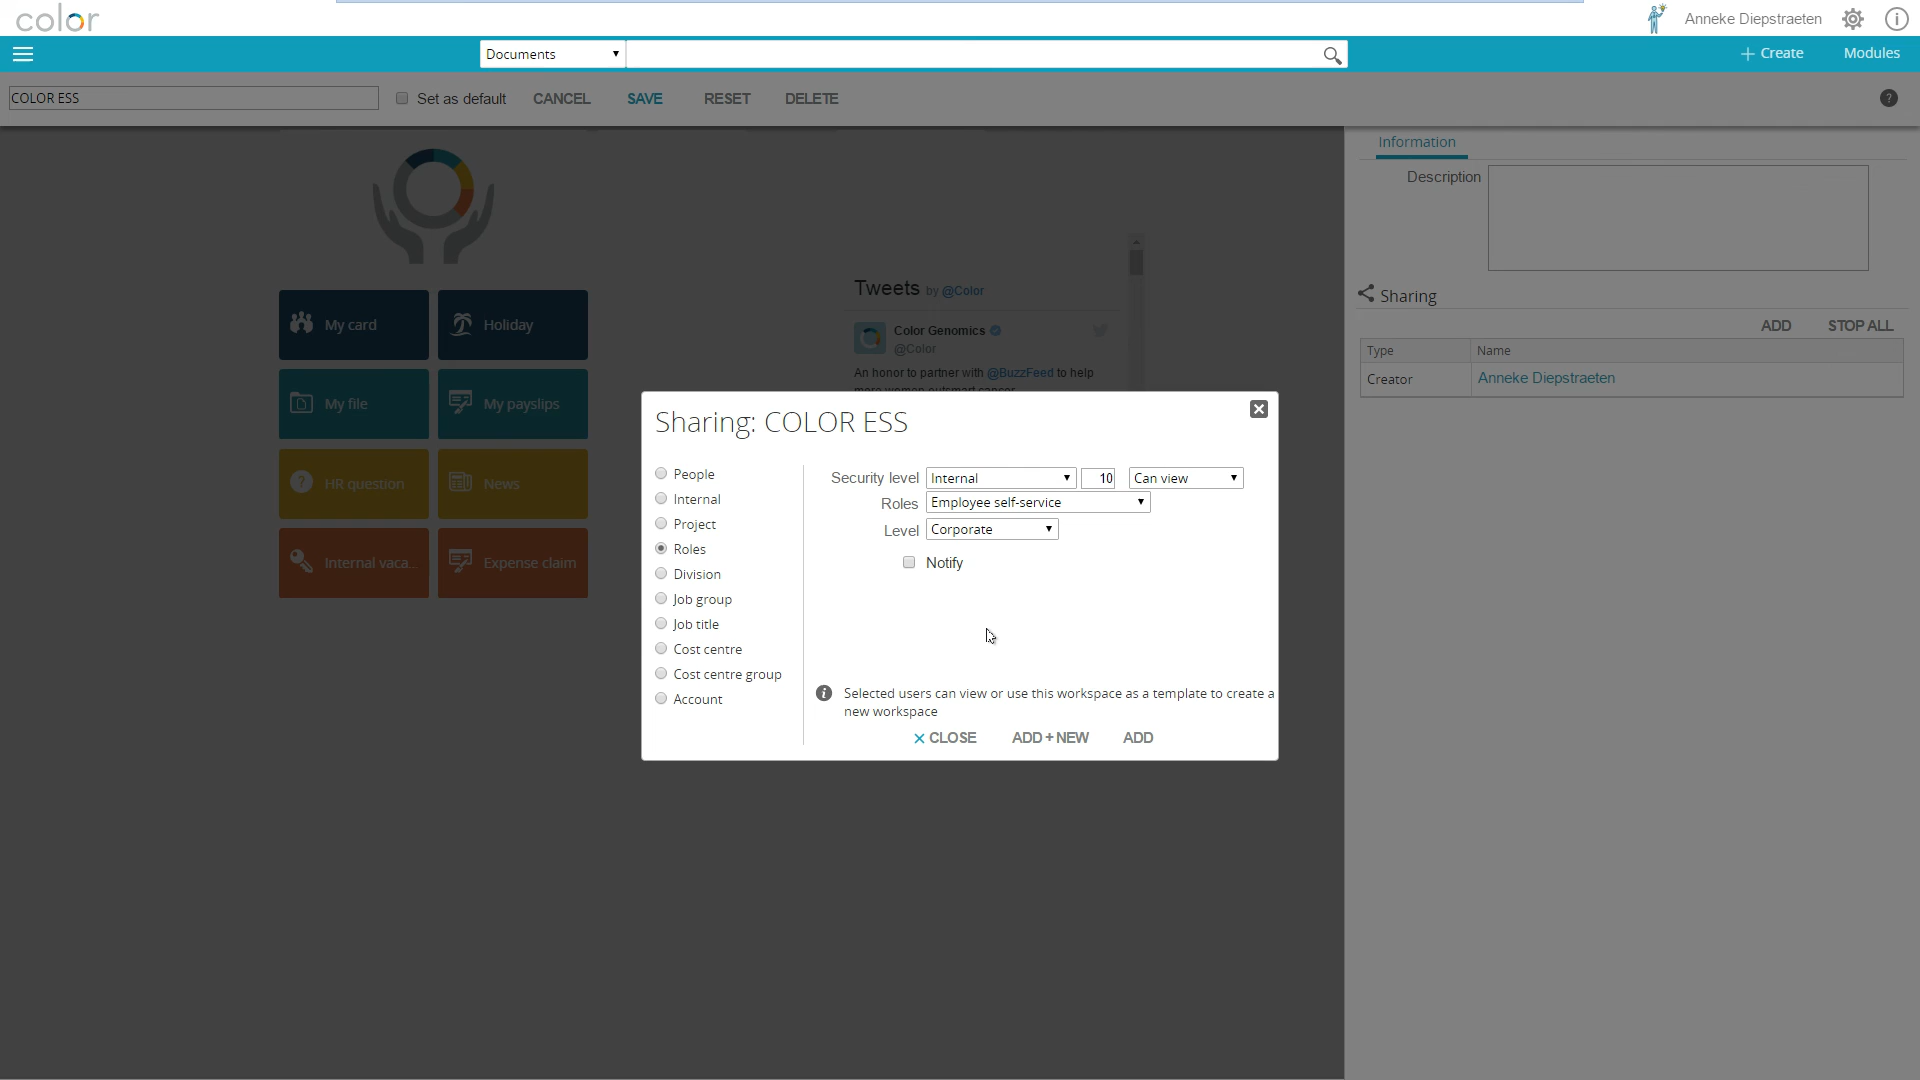 color
Anneke Diepstraeten
Documents
Create
Modules
COLOR ESS
Set as default
CANCEL
SAVE
RESET
DELETE
Information
Description
Sharing
ADD
STOP ALL
Type
Name
Creator
Anneke Diepstraeten
My card
Holiday
My file
My payslips
HR question
News
Internal vaca...
Expense claim
Tweets by @Color
Color Genomics
@Color
An honor to partner with @BuzzFeed to help
more women outsmart cancer
Sharing: COLOR ESS
People
Internal
Project
Roles
Division
Job group
Job title
Cost centre
Cost centre group
Account
Security level
Internal
10
Can view
Roles
Employee self-service
Level
Corporate
Notify
Selected users can view or use this workspace as a template to create a
new workspace
CLOSE
ADD + NEW
ADD